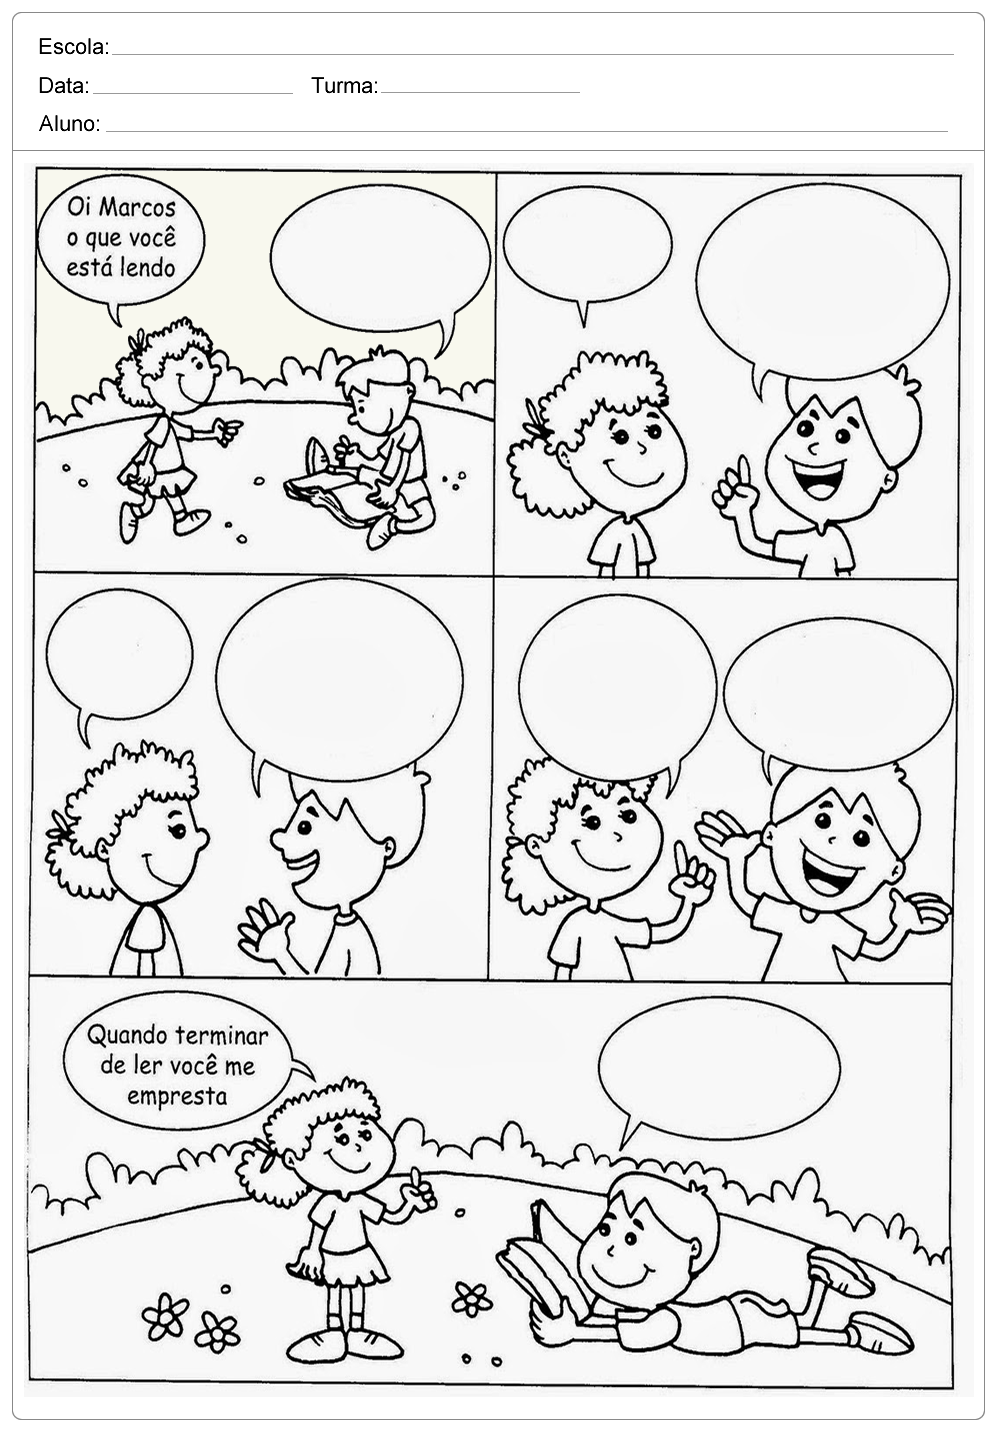 Escola:
Data: Turma:
Aluno:
Oi Marcos
o que você
está lendo
Quando terminar
de ler você me
empresta